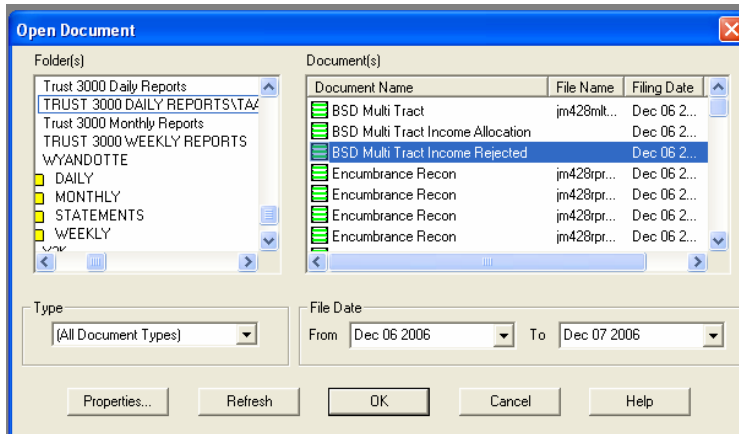 Open Document
Folder(s)
Trust 3000 Daily Reports
TRUST 3000 DAILY REPORTS\TAA
Trust 3000 Monthly Reports
TRUST 3000 WEEKLY REPORTS
WYANDOTTE
DAILY
MONTHLY
STATEMENTS
WEEKLY
Document(s)
Document Name File Name Filing Date
BSD Multi Tract jm428mlt... Dec 06 2...
BSD Multi Tract Income Allocation Dec 06 2...
BSD Multi Tract Income Rejected Dec 06 2...
Encumbrance Recon jm428rpr... Dec 06 2...
Encumbrance Recon jm428rpr... Dec 06 2...
Encumbrance Recon jm428rpr... Dec 06 2...
Encumbrance Recon jm428rpr... Dec 06 2...
Type
(All Document Types)
File Date
From Dec 06 2006 To Dec 07 2006
Properties... Refresh OK Cancel Help